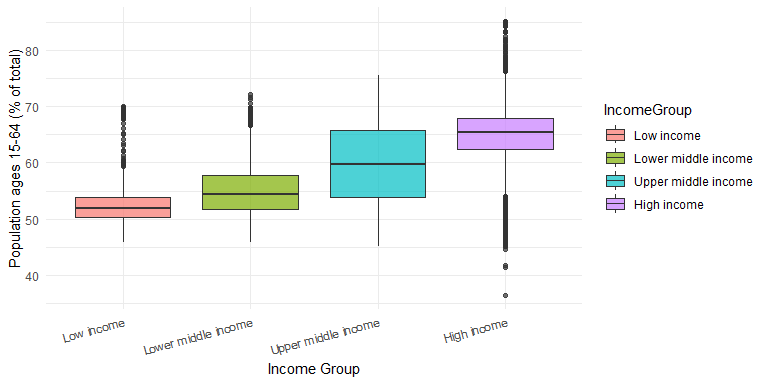 Population ages 15-64 (% of total)
80
70
60
50
40
Low income
Lower middle income
Upper middle income
High income
Income Group
IncomeGroup
Low income
Lower middle income
Upper middle income
High income